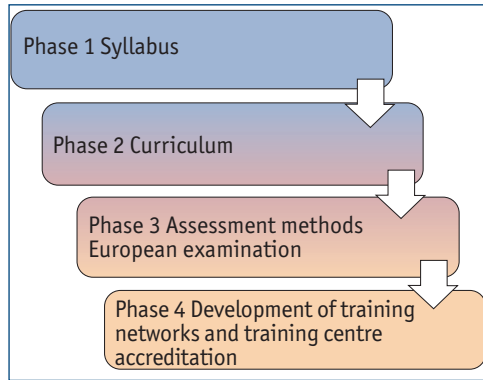 Phase 1 Syllabus
Phase 2 Curriculum
Phase 3 Assessment methods
European examination
Phase 4 Development of training
networks and training centre
accreditation